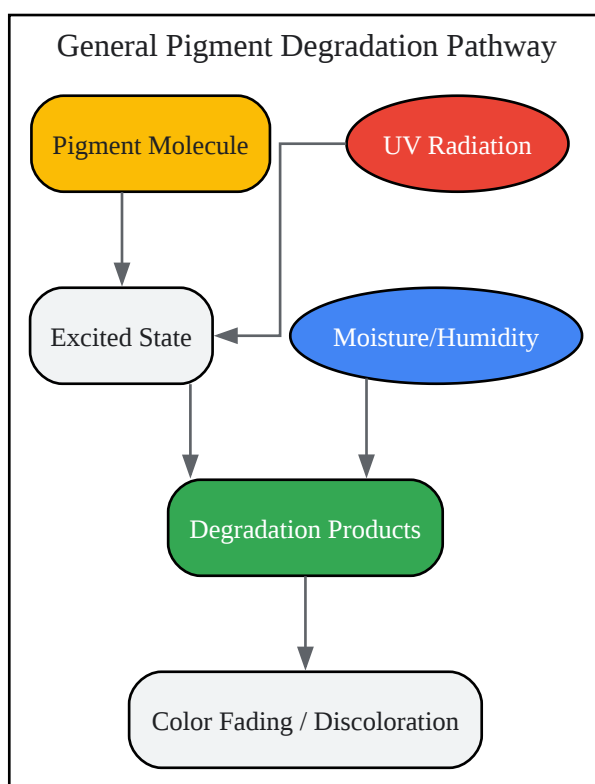 General Pigment Degradation Pathway
Pigment Molecule
UV Radiation
Excited State
Moisture/Humidity
Degradation Products
Color Fading / Discoloration